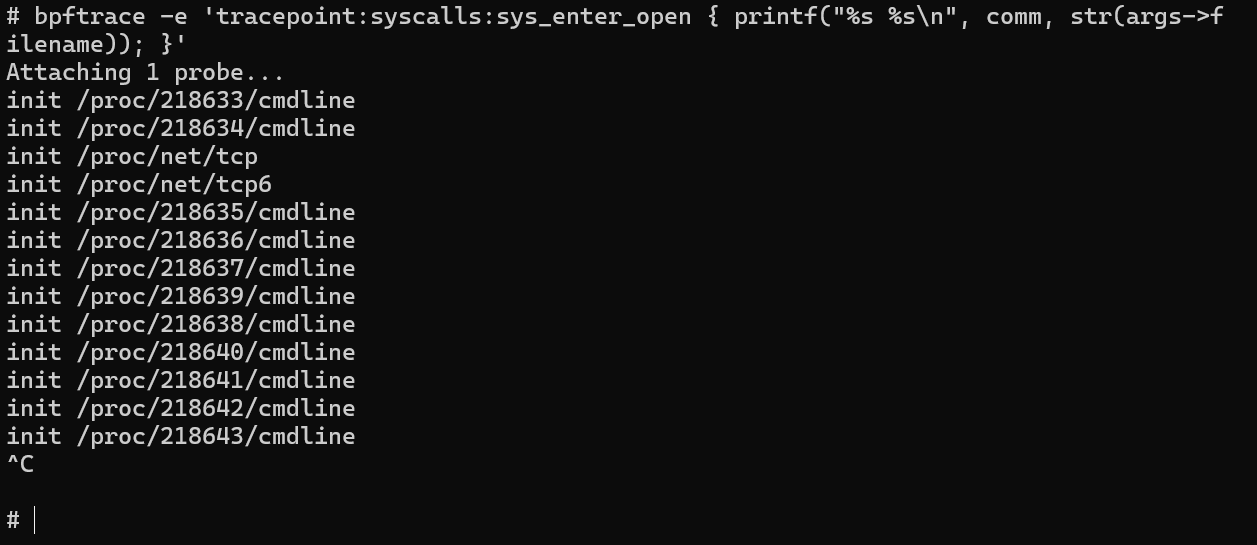 # bpftrace -e 'tracepoint:syscalls:sys_enter_open { printf("%s %s\n", comm, str(args->f
ilename)); }'
Attaching 1 probe...
init /proc/218633/cmdline
init /proc/218634/cmdline
init /proc/net/tcp
init /proc/net/tcp6
init /proc/218635/cmdline
init /proc/218636/cmdline
init /proc/218637/cmdline
init /proc/218639/cmdline
init /proc/218638/cmdline
init /proc/218640/cmdline
init /proc/218641/cmdline
init /proc/218642/cmdline
init /proc/218643/cmdline
^C
#